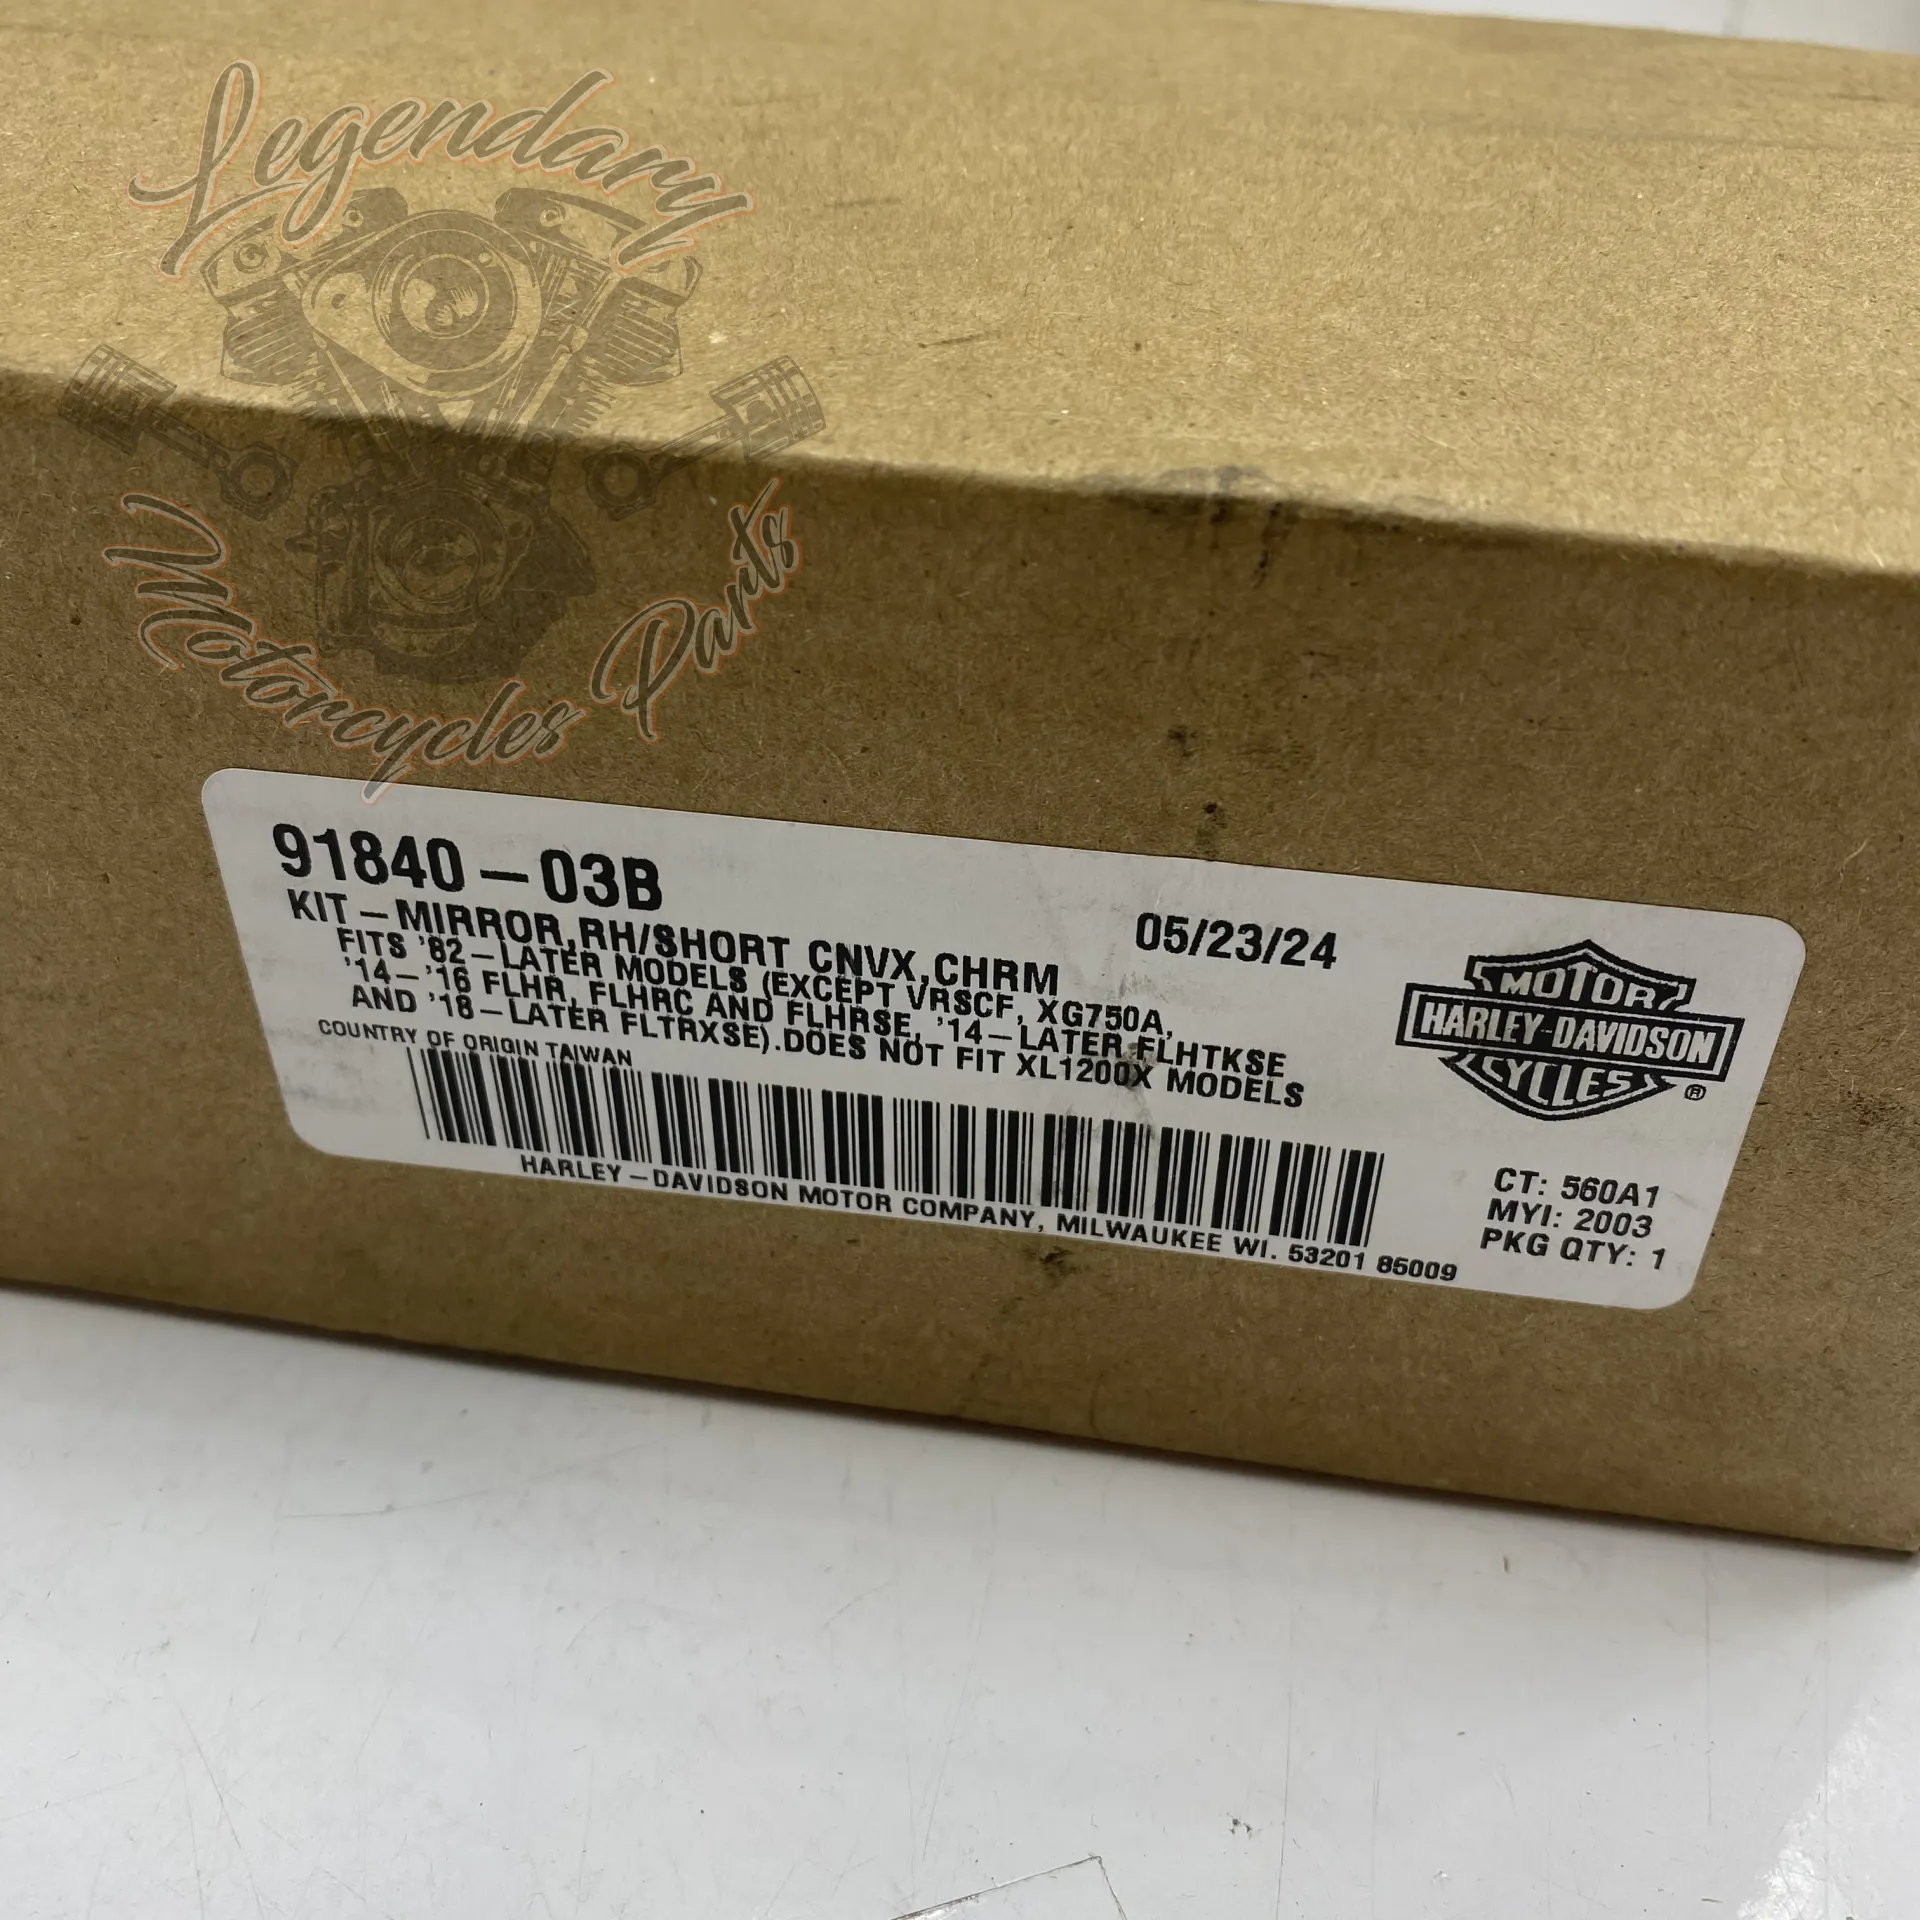 Legendary
Motorcycles Parts
91840-03B
KIT-MIRROR,RH/SHORT CNVX,CHRM
05/23/24
FITS '82-LATER MODELS (EXCEPT VRSCF, XG750A,
'14-'16 FLHR, FLHRC AND FLHRSE, '14-LATER FLHTKSE
AND '18-LATER FLTRXSE).DOES NOT FIT XL1200X MODELS
COUNTRY OF ORIGIN TAIWAN
HARLEY-DAVIDSON MOTOR COMPANY, MILWAUKEE WI. 53201 85009
MOTOR
HARLEY-DAVIDSON
CYCLES ®
CT: 560A1
MYI: 2003
PKG QTY: 1